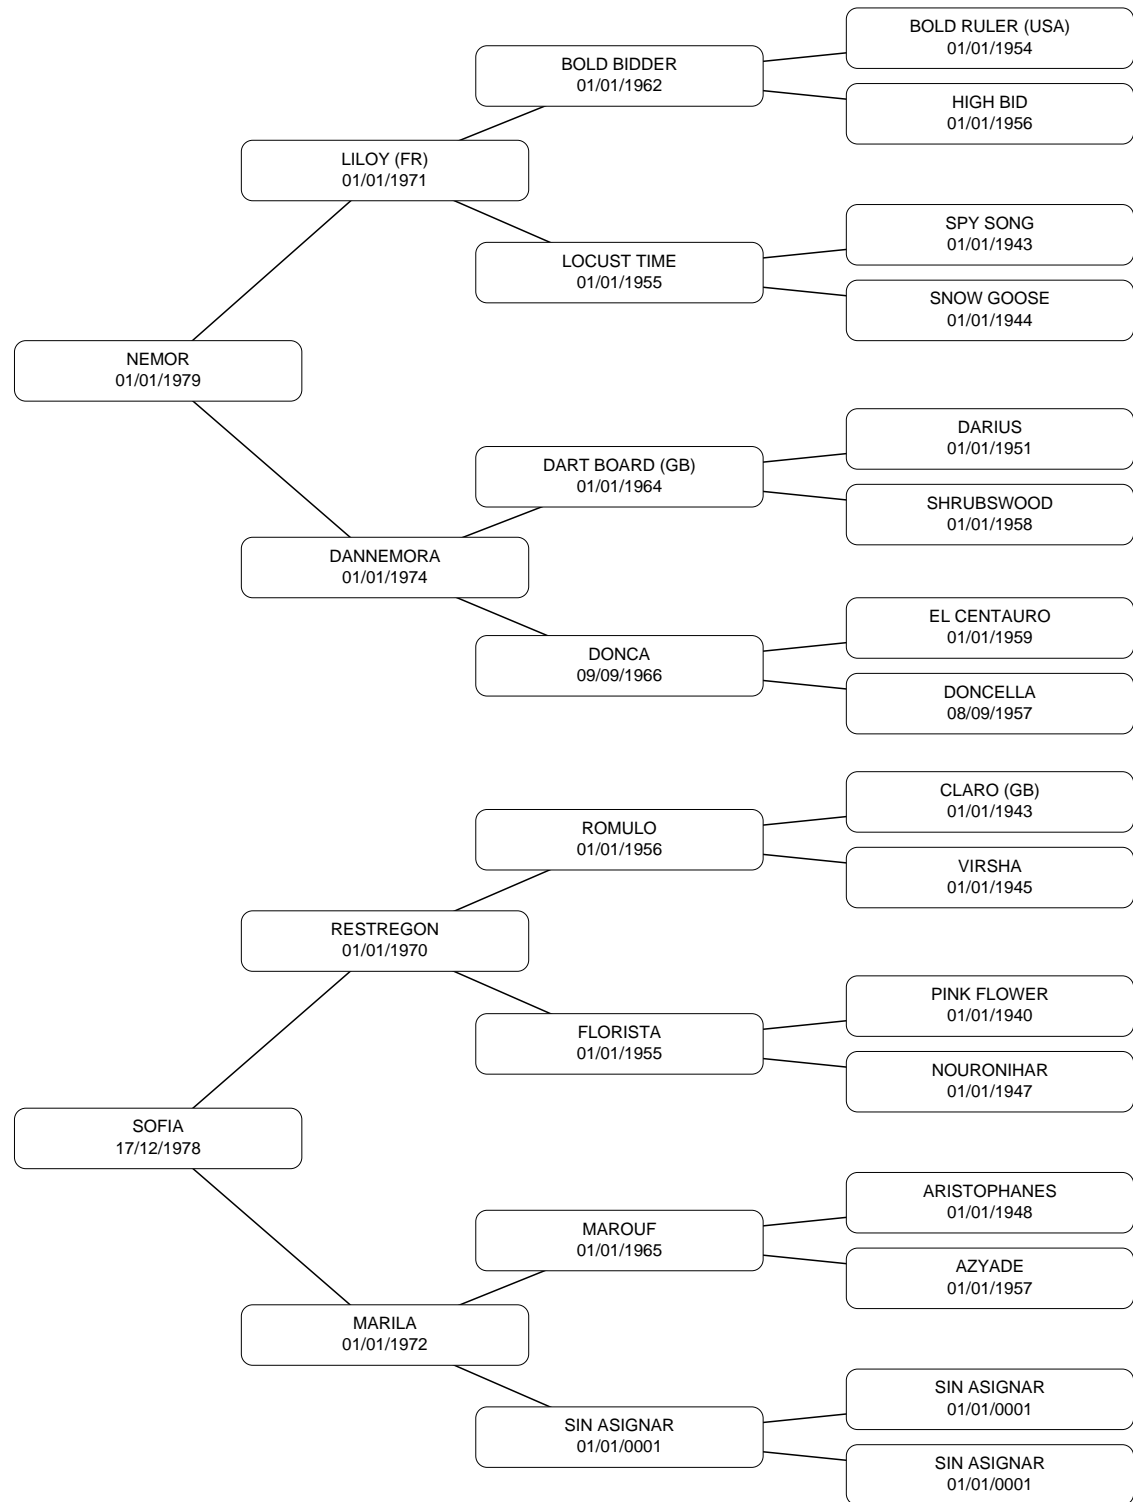 BOLD RULER (USA)
01/01/1954
BOLD BIDDER
01/01/1962
HIGH BID
01/01/1956
LILOY (FR)
01/01/1971
SPY SONG
01/01/1943
LOCUST TIME
01/01/1955
SNOW GOOSE
01/01/1944
NEMOR
01/01/1979
DARIUS
01/01/1951
DART BOARD (GB)
01/01/1964
SHRUBSWOOD
01/01/1958
DANNEMORA
01/01/1974
EL CENTAURO
01/01/1959
DONCA
09/09/1966
DONCELLA
08/09/1957
CLARO (GB)
01/01/1943
ROMULO
01/01/1956
VIRSHA
01/01/1945
RESTREGON
01/01/1970
PINK FLOWER
01/01/1940
FLORISTA
01/01/1955
NOURONIHAR
01/01/1947
SOFIA
17/12/1978
ARISTOPHANES
01/01/1948
MAROUF
01/01/1965
AZYADE
01/01/1957
MARILA
01/01/1972
SIN ASIGNAR
01/01/0001
SIN ASIGNAR
01/01/0001
SIN ASIGNAR
01/01/0001